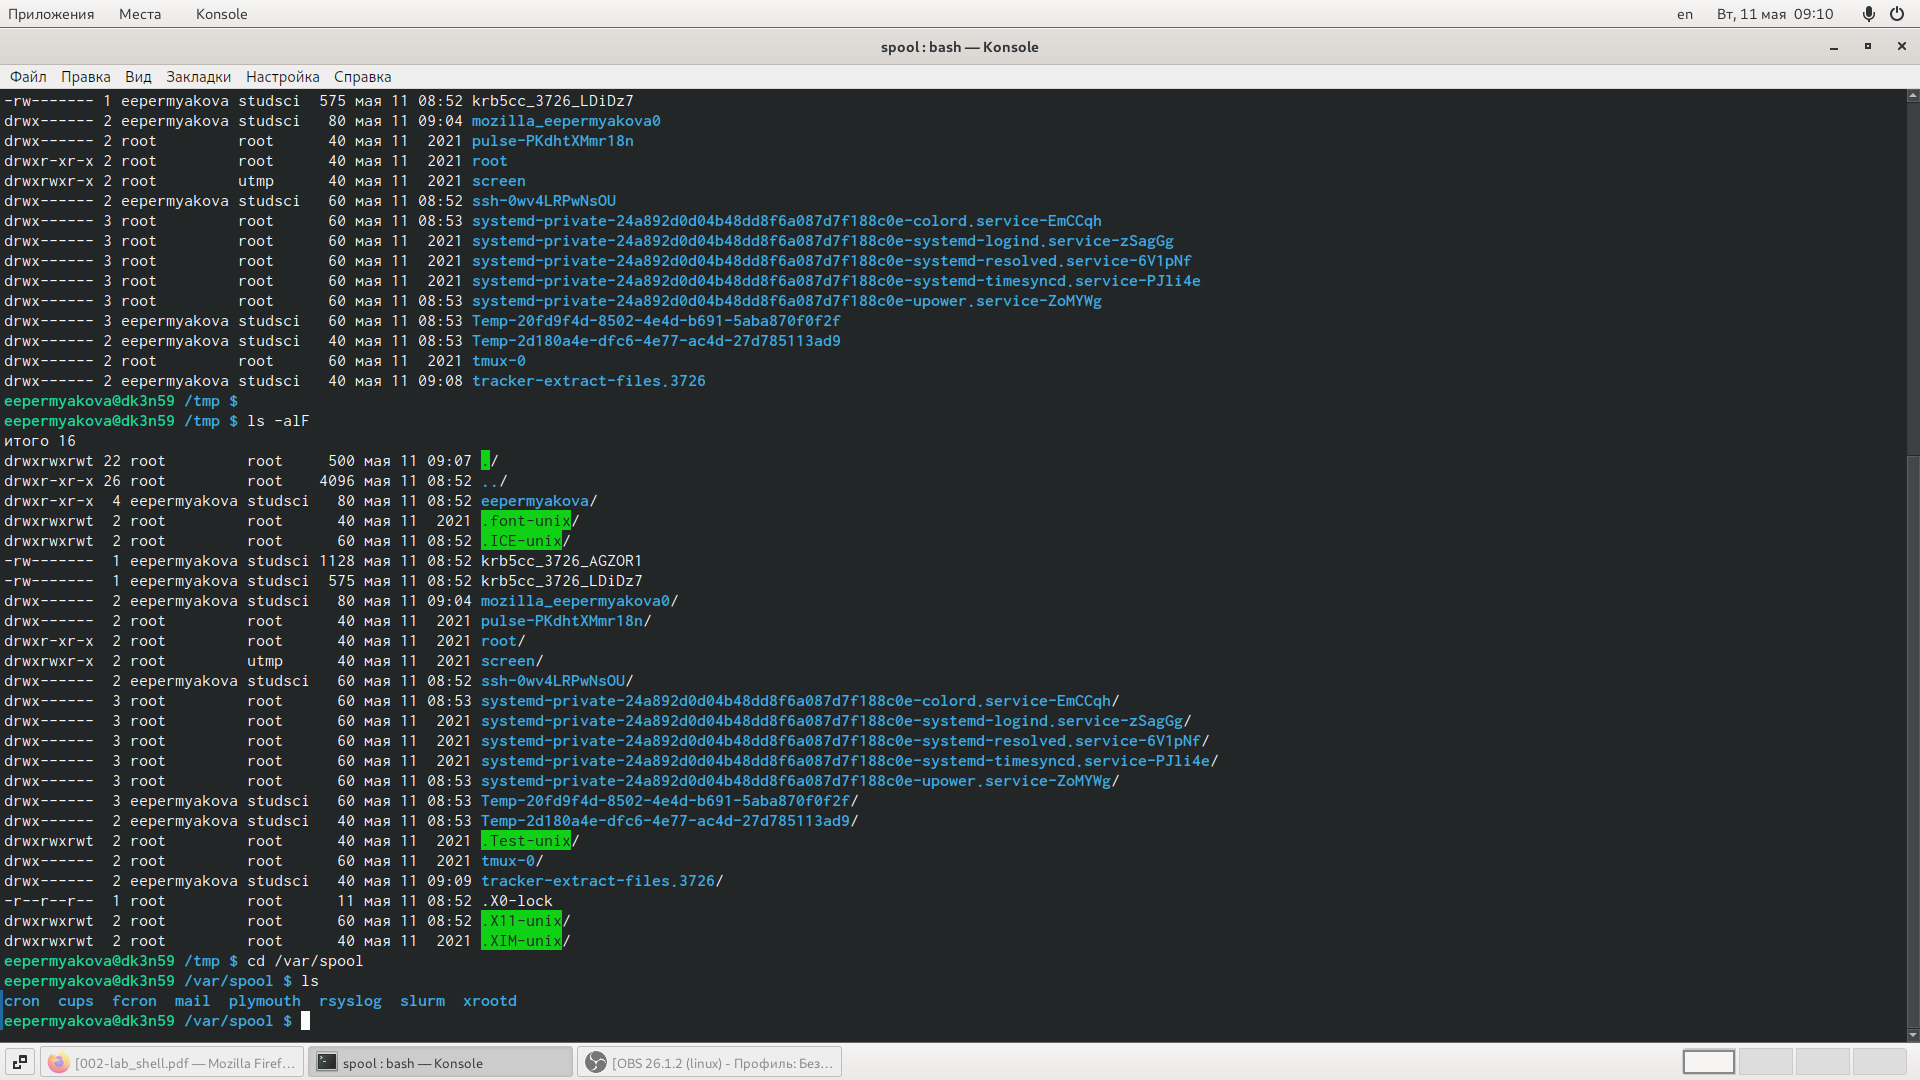 Приложения Места Konsole en Вт, 11 мая 09:10
spool : bash — Konsole
Файл Правка Вид Закладки Настройка Справка
-rw------- 1 eepermyakova studsci  575 мая 11 08:52 krb5cc_3726_LDiDz7
drwx------ 2 eepermyakova studsci   80 мая 11 09:04 mozilla_eepermyakova0
drwx------ 2 root         root      40 мая 11  2021 pulse-PKdhtXMmr18n
drwxr-xr-x 2 root         root      40 мая 11  2021 root
drwxrwxr-x 2 root         utmp      40 мая 11  2021 screen
drwx------ 2 eepermyakova studsci   60 мая 11 08:52 ssh-0wv4LRPwNsOU
drwx------ 3 root         root      60 мая 11 08:53 systemd-private-24a892d0d04b48dd8f6a087d7f188c0e-colord.service-EmCCqh
drwx------ 3 root         root      60 мая 11  2021 systemd-private-24a892d0d04b48dd8f6a087d7f188c0e-systemd-logind.service-zSagGg
drwx------ 3 root         root      60 мая 11  2021 systemd-private-24a892d0d04b48dd8f6a087d7f188c0e-systemd-resolved.service-6V1pNf
drwx------ 3 root         root      60 мая 11  2021 systemd-private-24a892d0d04b48dd8f6a087d7f188c0e-systemd-timesyncd.service-PJli4e
drwx------ 3 root         root      60 мая 11 08:53 systemd-private-24a892d0d04b48dd8f6a087d7f188c0e-upower.service-ZoMYWg
drwx------ 3 eepermyakova studsci   60 мая 11 08:53 Temp-20fd9f4d-8502-4e4d-b691-5aba870f0f2f
drwx------ 2 eepermyakova studsci   40 мая 11 08:53 Temp-2d180a4e-dfc6-4e77-ac4d-27d785113ad9
drwx------ 2 root         root      60 мая 11  2021 tmux-0
drwx------ 2 eepermyakova studsci   40 мая 11 09:08 tracker-extract-files.3726
eepermyakova@dk3n59 /tmp $
eepermyakova@dk3n59 /tmp $ ls -alF
итого 16
drwxrwxrwt 22 root         root     500 мая 11 09:07 ./
drwxr-xr-x 26 root         root    4096 мая 11 08:52 ../
drwxr-xr-x  4 eepermyakova studsci   80 мая 11 08:52 eepermyakova/
drwxrwxrwt  2 root         root      40 мая 11  2021 .font-unix/
drwxrwxrwt  2 root         root      60 мая 11 08:52 .ICE-unix/
-rw-------  1 eepermyakova studsci 1128 мая 11 08:52 krb5cc_3726_AGZOR1
-rw-------  1 eepermyakova studsci  575 мая 11 08:52 krb5cc_3726_LDiDz7
drwx------  2 eepermyakova studsci   80 мая 11 09:04 mozilla_eepermyakova0/
drwx------  2 root         root      40 мая 11  2021 pulse-PKdhtXMmr18n/
drwxr-xr-x  2 root         root      40 мая 11  2021 root/
drwxrwxr-x  2 root         utmp      40 мая 11  2021 screen/
drwx------  2 eepermyakova studsci   60 мая 11 08:52 ssh-0wv4LRPwNsOU/
drwx------  3 root         root      60 мая 11 08:53 systemd-private-24a892d0d04b48dd8f6a087d7f188c0e-colord.service-EmCCqh/
drwx------  3 root         root      60 мая 11  2021 systemd-private-24a892d0d04b48dd8f6a087d7f188c0e-systemd-logind.service-zSagGg/
drwx------  3 root         root      60 мая 11  2021 systemd-private-24a892d0d04b48dd8f6a087d7f188c0e-systemd-resolved.service-6V1pNf/
drwx------  3 root         root      60 мая 11  2021 systemd-private-24a892d0d04b48dd8f6a087d7f188c0e-systemd-timesyncd.service-PJli4e/
drwx------  3 root         root      60 мая 11 08:53 systemd-private-24a892d0d04b48dd8f6a087d7f188c0e-upower.service-ZoMYWg/
drwx------  3 eepermyakova studsci   60 мая 11 08:53 Temp-20fd9f4d-8502-4e4d-b691-5aba870f0f2f/
drwx------  2 eepermyakova studsci   40 мая 11 08:53 Temp-2d180a4e-dfc6-4e77-ac4d-27d785113ad9/
drwxrwxrwt  2 root         root      40 мая 11  2021 .Test-unix/
drwx------  2 root         root      60 мая 11  2021 tmux-0/
drwx------  2 eepermyakova studsci   40 мая 11 09:09 tracker-extract-files.3726/
-r--r--r--  1 root         root      11 мая 11 08:52 .X0-lock
drwxrwxrwt  2 root         root      60 мая 11 08:52 .X11-unix/
drwxrwxrwt  2 root         root      40 мая 11  2021 .XIM-unix/
eepermyakova@dk3n59 /tmp $ cd /var/spool
eepermyakova@dk3n59 /var/spool $ ls
cron  cups  fcron  mail  plymouth  rsyslog  slurm  xrootd
eepermyakova@dk3n59 /var/spool $
[002-lab_shell.pdf — Mozilla Firef... spool : bash — Konsole [OBS 26.1.2 (linux) - Профиль: Без...